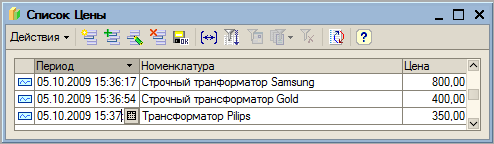 Список Цены
Действия
Период Номенклатура Цена
05.10.2009 15:36:17 Строчный транформатор Samsung 800,00
05.10.2009 15:36:54 Строчный трансформатор Gold 400,00
05.10.2009 15:37: Трансформатор Pilips 350,00